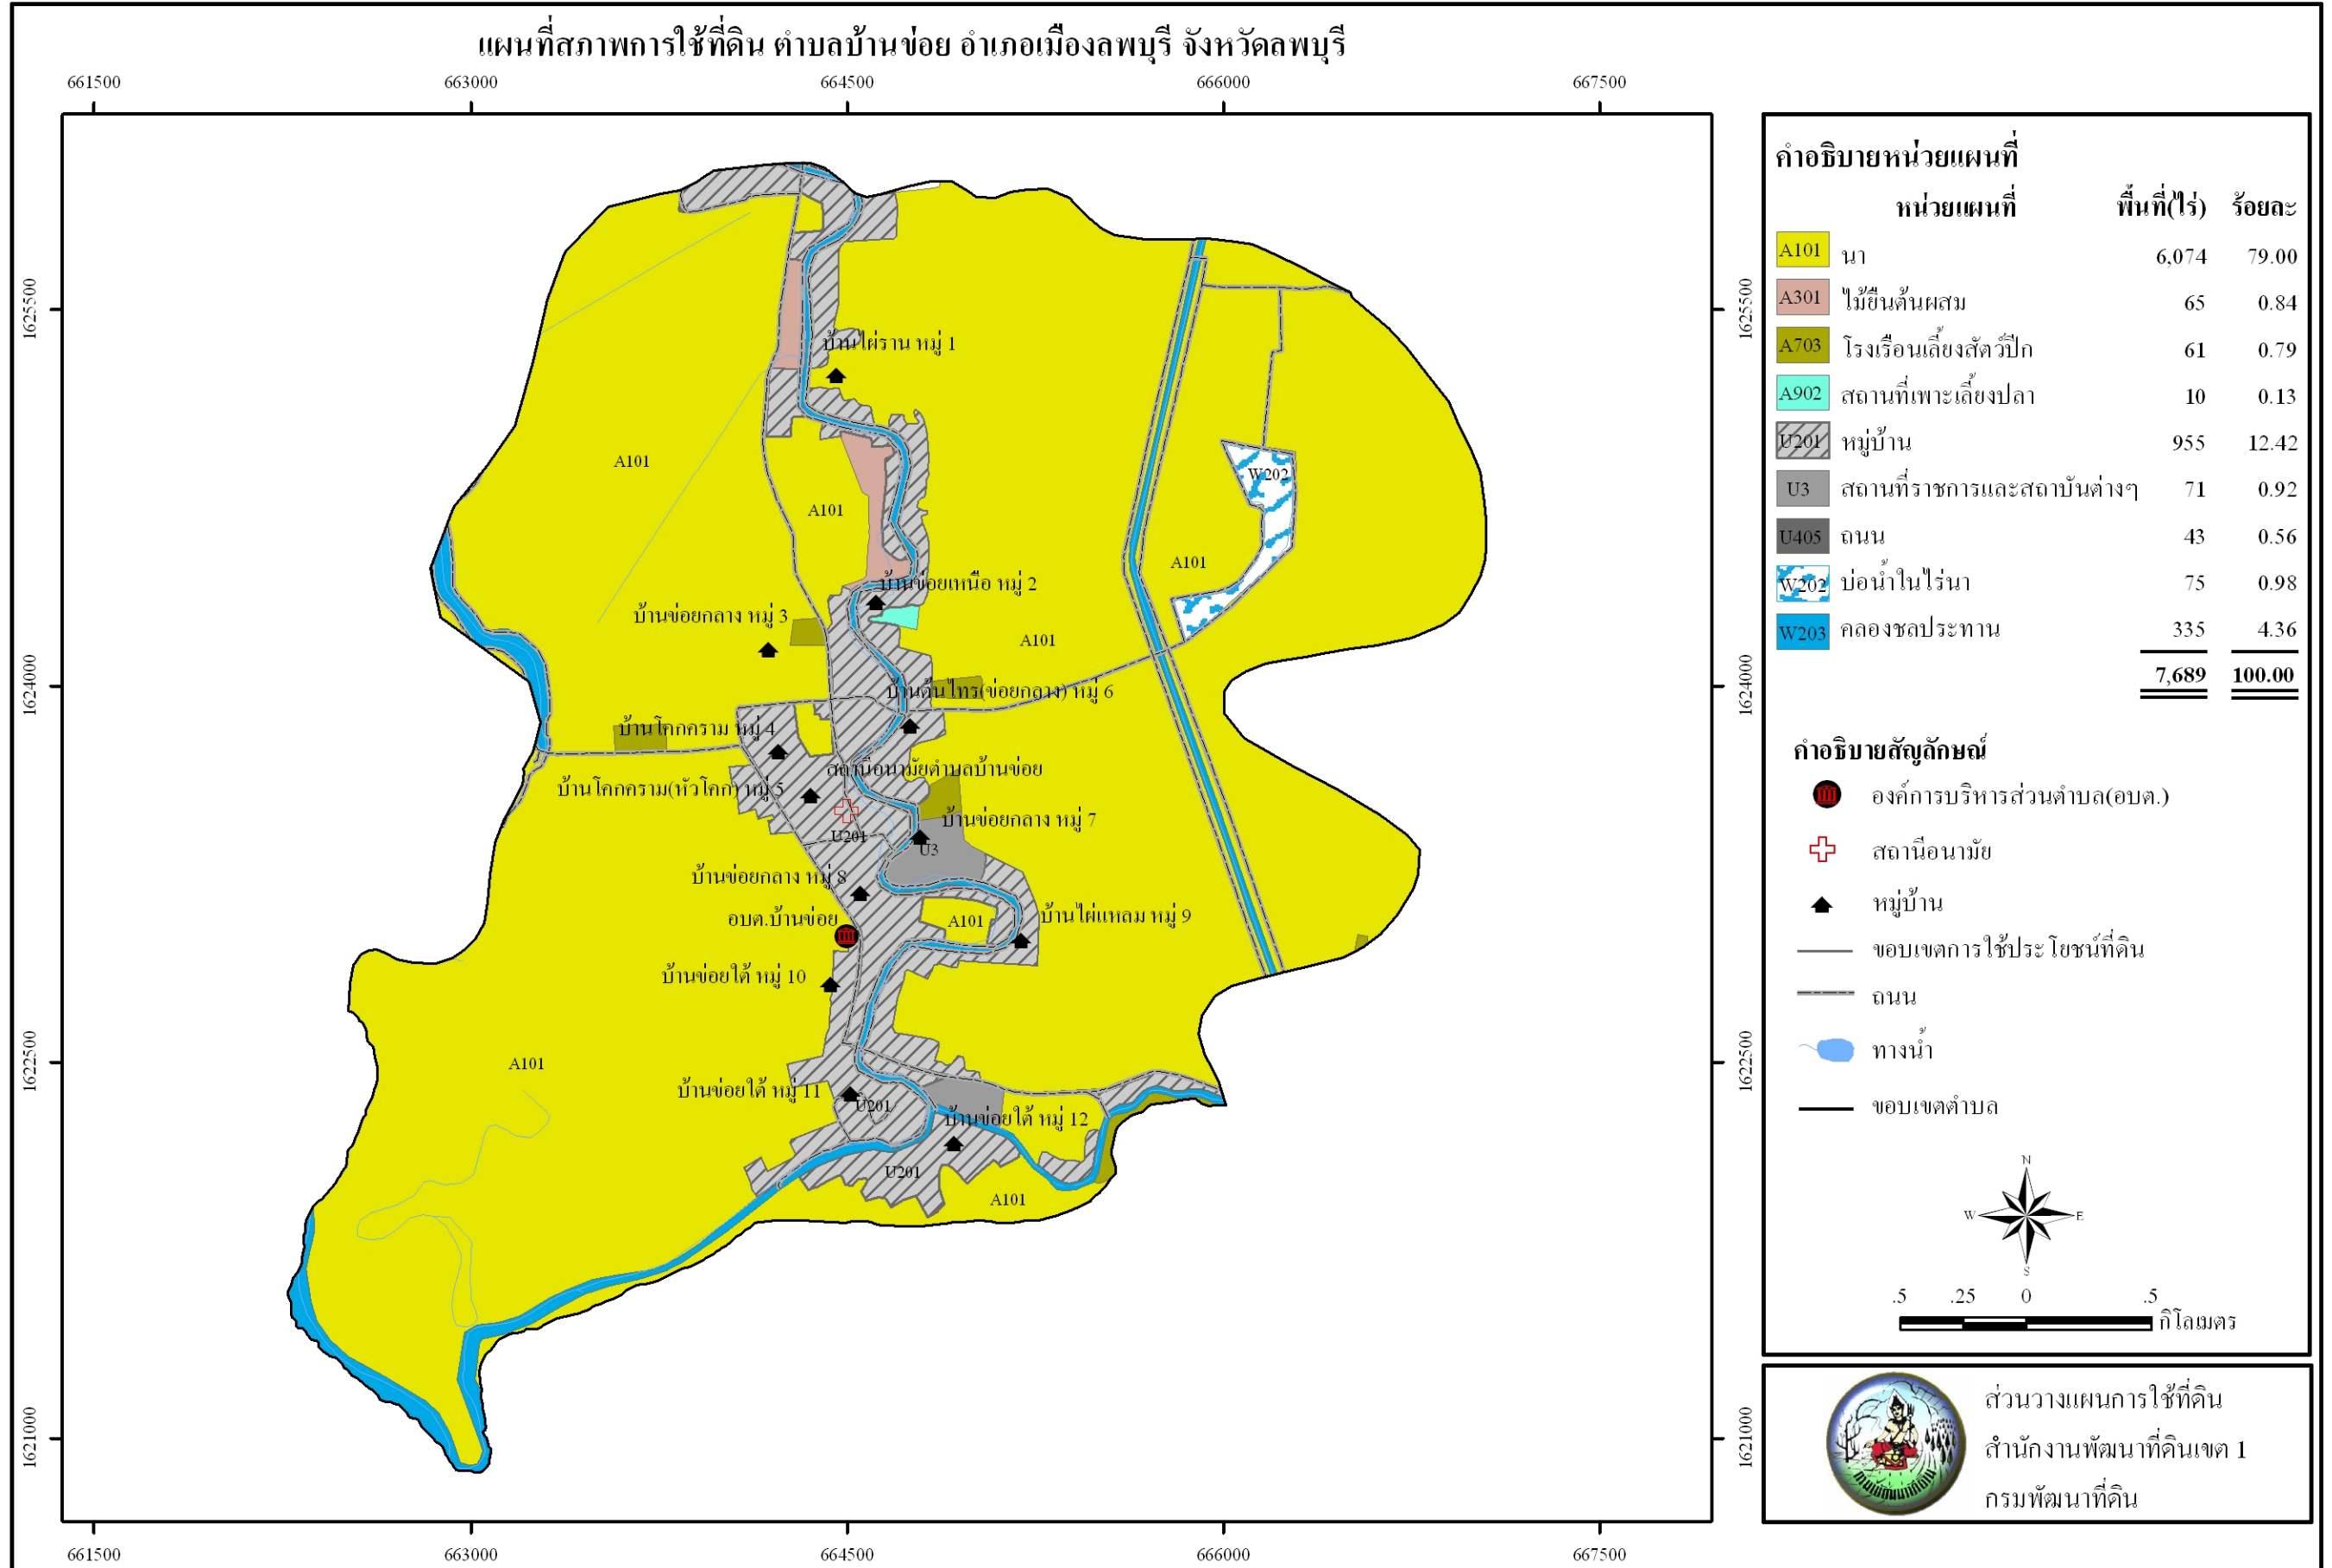 แผนที่สภาพการใช้ที่ดิน ตำบลบ้านข่อย อำเภอเมืองลพบุรี จังหวัดลพบุรี
661500 663000 664500 666000 667500
1625500
1624000
1622500
1621000
1625500
1624000
1622500
1621000
บ้านไผ่ราน หมู่ 1
A101
A101
W202
A101
บ้านข่อยเหนือ หมู่ 2
บ้านข่อยกลาง หมู่ 3
A101
บ้านต้นไทร(ข่อยกลาง) หมู่ 6
บ้านโคกคราม หมู่ 4
สถานีอนามัยตำบลบ้านข่อย
บ้านโคกคราม(หัวโคก) หมู่ 5
บ้านข่อยกลาง หมู่ 7
U201
U3
บ้านข่อยกลาง หมู่ 8
อบต.บ้านข่อย
A101
บ้านไผ่แหลม หมู่ 9
บ้านข่อยใต้ หมู่ 10
A101
บ้านข่อยใต้ หมู่ 11
U201
บ้านข่อยใต้ หมู่ 12
U201
A101
661500 663000 664500 666000 667500
คำอธิบายหน่วยแผนที่
หน่วยแผนที่ พื้นที่(ไร่) ร้อยละ
A101 นา 6,074 79.00
A301 ไม้ยืนต้นผสม 65 0.84
A703 โรงเรือนเลี้ยงสัตว์ปีก 61 0.79
A902 สถานที่เพาะเลี้ยงปลา 10 0.13
U201 หมู่บ้าน 955 12.42
U3 สถานที่ราชการและสถาบันต่างๆ 71 0.92
U405 ถนน 43 0.56
W202 บ่อน้ำในไร่นา 75 0.98
W203 คลองชลประทาน 335 4.36
7,689 100.00
คำอธิบายสัญลักษณ์
องค์การบริหารส่วนตำบล(อบต.)
สถานีอนามัย
หมู่บ้าน
ขอบเขตการใช้ประโยชน์ที่ดิน
ถนน
ทางน้ำ
ขอบเขตตำบล
N
W E
S
.5 .25 0 .5
กิโลเมตร
ส่วนวางแผนการใช้ที่ดิน
สำนักงานพัฒนาที่ดินเขต 1
กรมพัฒนาที่ดิน
กรมพัฒนาที่ดิน